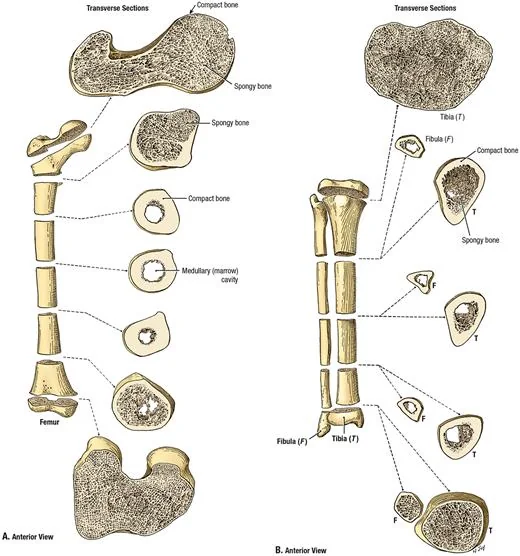 Transverse Sections
Compact bone
Spongy bone
Spongy bone
Compact bone
Medullary (marrow)
cavity
Femur
A. Anterior View
Transverse Sections
Tibia (T)
Fibula (F)
Compact bone
T
Spongy bone
F
T
F
T
Fibula (F)
Tibia (T)
F
T
B. Anterior View